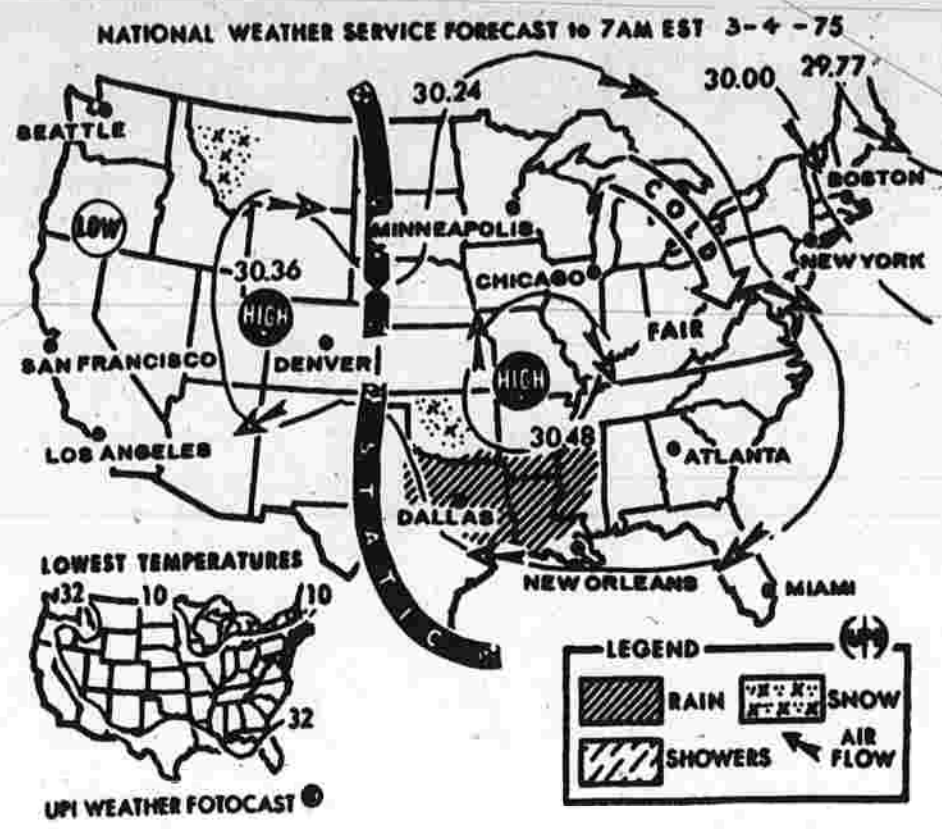 NATIONAL WEATHER SERVICE FORECAST to 7AM EST 3-4-75
30.24
30.00
29.77
SEATTLE
BOSTON
COLD
LOW
MINNEAPOLIS
NEW YORK
30.36
CHICAGO
HIGH
FAIR
SAN FRANCISCO
DENVER
HIGH
30.48
LOS ANGELES
ATLANTA
STATIC
DALLAS
NEW ORLEANS
MIAMI
LOWEST TEMPERATURES
32
10
10
32
UPI WEATHER FOTOCAST
LEGEND
UPI
RAIN
SNOW
SHOWERS
AIR
FLOW